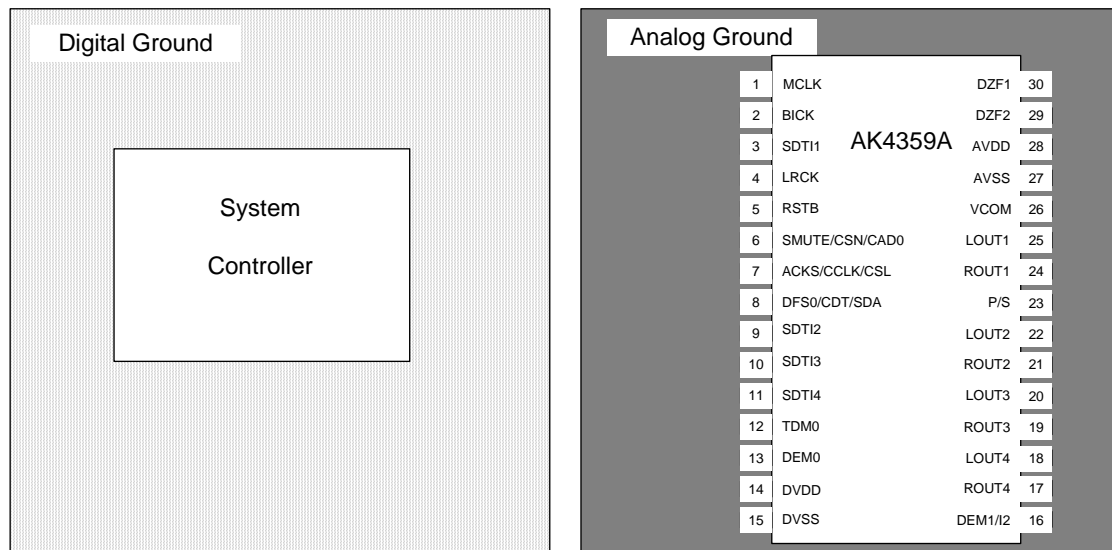 Digital Ground
System
Controller
Analog Ground
AK4359A
1 MCLK DZF1 30
2 BICK DZF2 29
3 SDTI1 AVDD 28
4 LRCK AVSS 27
5 RSTB VCOM 26
6 SMUTE/CSN/CAD0 LOUT1 25
7 ACKS/CCLK/CSL ROUT1 24
8 DFS0/CDT/SDA P/S 23
9 SDTI2 LOUT2 22
10 SDTI3 ROUT2 21
11 SDTI4 LOUT3 20
12 TDM0 ROUT3 19
13 DEM0 LOUT4 18
14 DVDD ROUT4 17
15 DVSS DEM1/I2 16